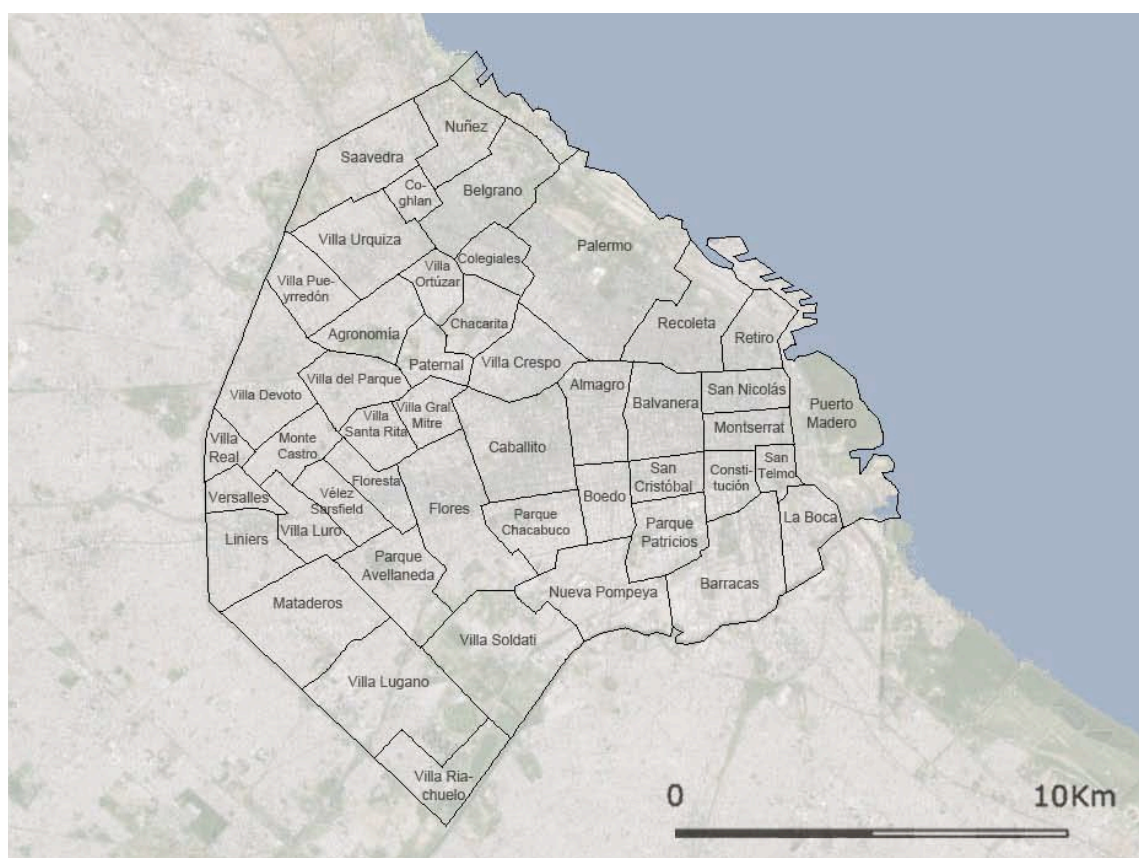 Nuñez
Saavedra
Co-
ghlan
Belgrano
Villa Urquiza
Palermo
Colegiales
Villa
Ortúzar
Villa Pue-
yrredón
Chacarita
Recoleta
Agronomía
Retiro
Paternal
Villa Crespo
Villa del Parque
Almagro
San Nicolás
Villa Devoto
Balvanera
Puerto
Madero
Villa
Santa Rita
Villa Gral.
Mitre
Montserrat
Villa
Real
Monte
Castro
Caballito
San
Telmo
San
Cristóbal
Consti-
tución
Floresta
Versalles
Vélez
Sarsfield
Boedo
Flores
Parque
Chacabuco
La Boca
Villa Luro
Liniers
Parque
Patricios
Parque
Avellaneda
Barracas
Nueva Pompeya
Mataderos
Villa Soldati
Villa Lugano
Villa Ria-
chuelo
0
10Km